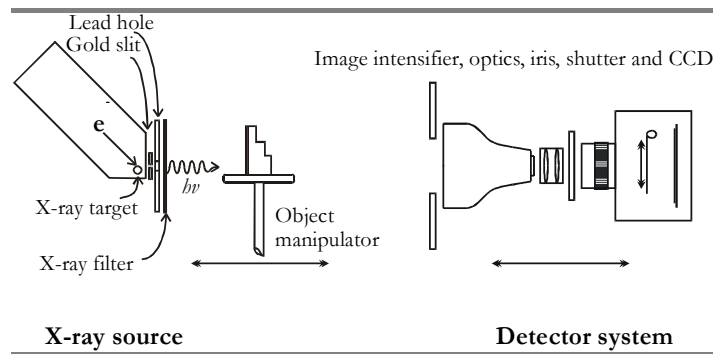 Lead hole
Gold slit
Image intensifier, optics, iris, shutter and CCD
e
hν
X-ray target
Object
manipulator
X-ray filter
X-ray source
Detector system